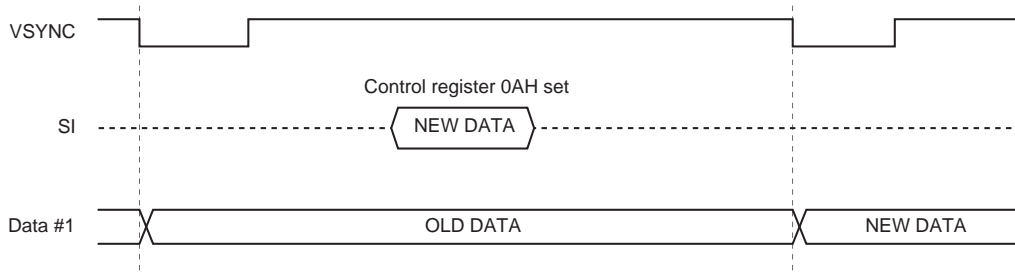 VSYNC
Control register 0AH set
SI
NEW DATA
Data #1
OLD DATA
NEW DATA